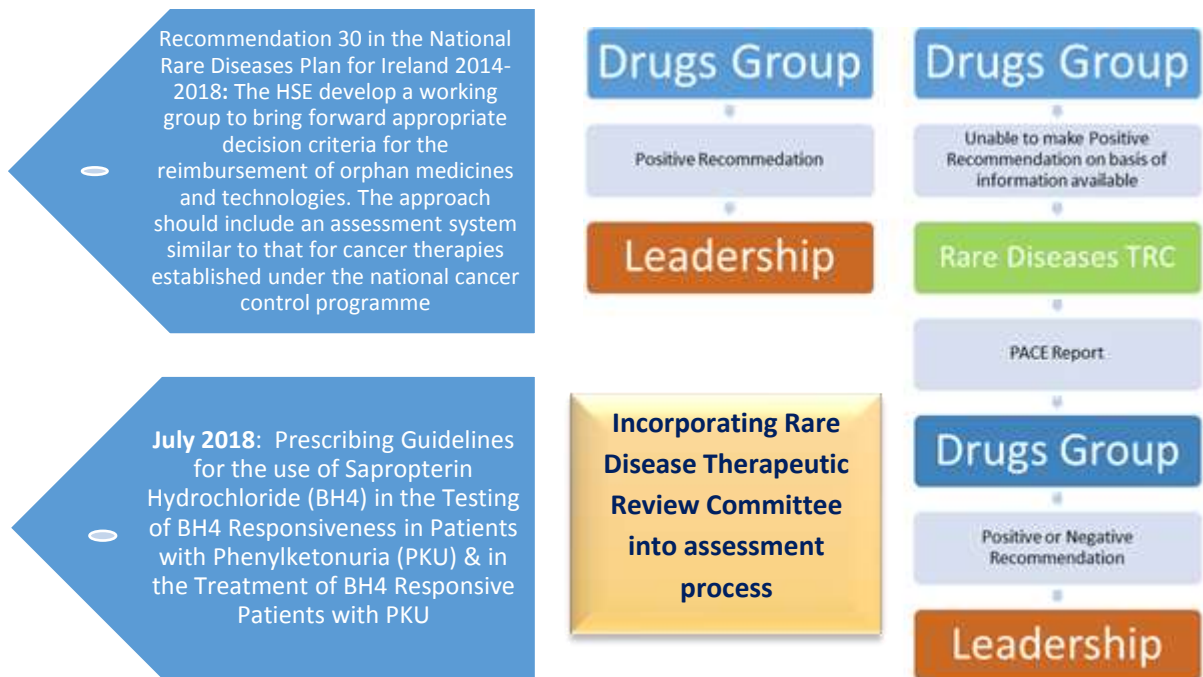 Recommendation 30 in the National
Rare Diseases Plan for Ireland 2014-
2018: The HSE develop a working
group to bring forward appropriate
decision criteria for the
reimbursement of orphan medicines
and technologies. The approach
should include an assessment system
similar to that for cancer therapies
established under the national cancer
control programme
July 2018:  Prescribing Guidelines
for the use of Sapropterin
Hydrochloride (BH4) in the Testing
of BH4 Responsiveness in Patients
with Phenylketonuria (PKU) & in
the Treatment of BH4 Responsive
Patients with PKU
Drugs Group
Positive Recommedation
Leadership
Incorporating Rare
Disease Therapeutic
Review Committee
into assessment
process
Drugs Group
Unable to make Positive
Recommendation on basis of
information available
Rare Diseases TRC
PACE Report
Drugs Group
Positive or Negative
Recommendation
Leadership